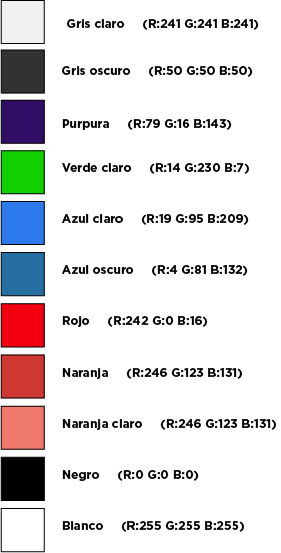 Gris claro (R:241 G:241 B:241)
Gris oscuro (R:50 G:50 B:50)
Purpura (R:79 G:16 B:143)
Verde claro (R:14 G:230 B:7)
Azul claro (R:19 G:95 B:209)
Azul oscuro (R:4 G:81 B:132)
Rojo (R:242 G:0 B:16)
Naranja (R:246 G:123 B:131)
Naranja claro (R:246 G:123 B:131)
Negro (R:0 G:0 B:0)
Blanco (R:255 G:255 B:255)